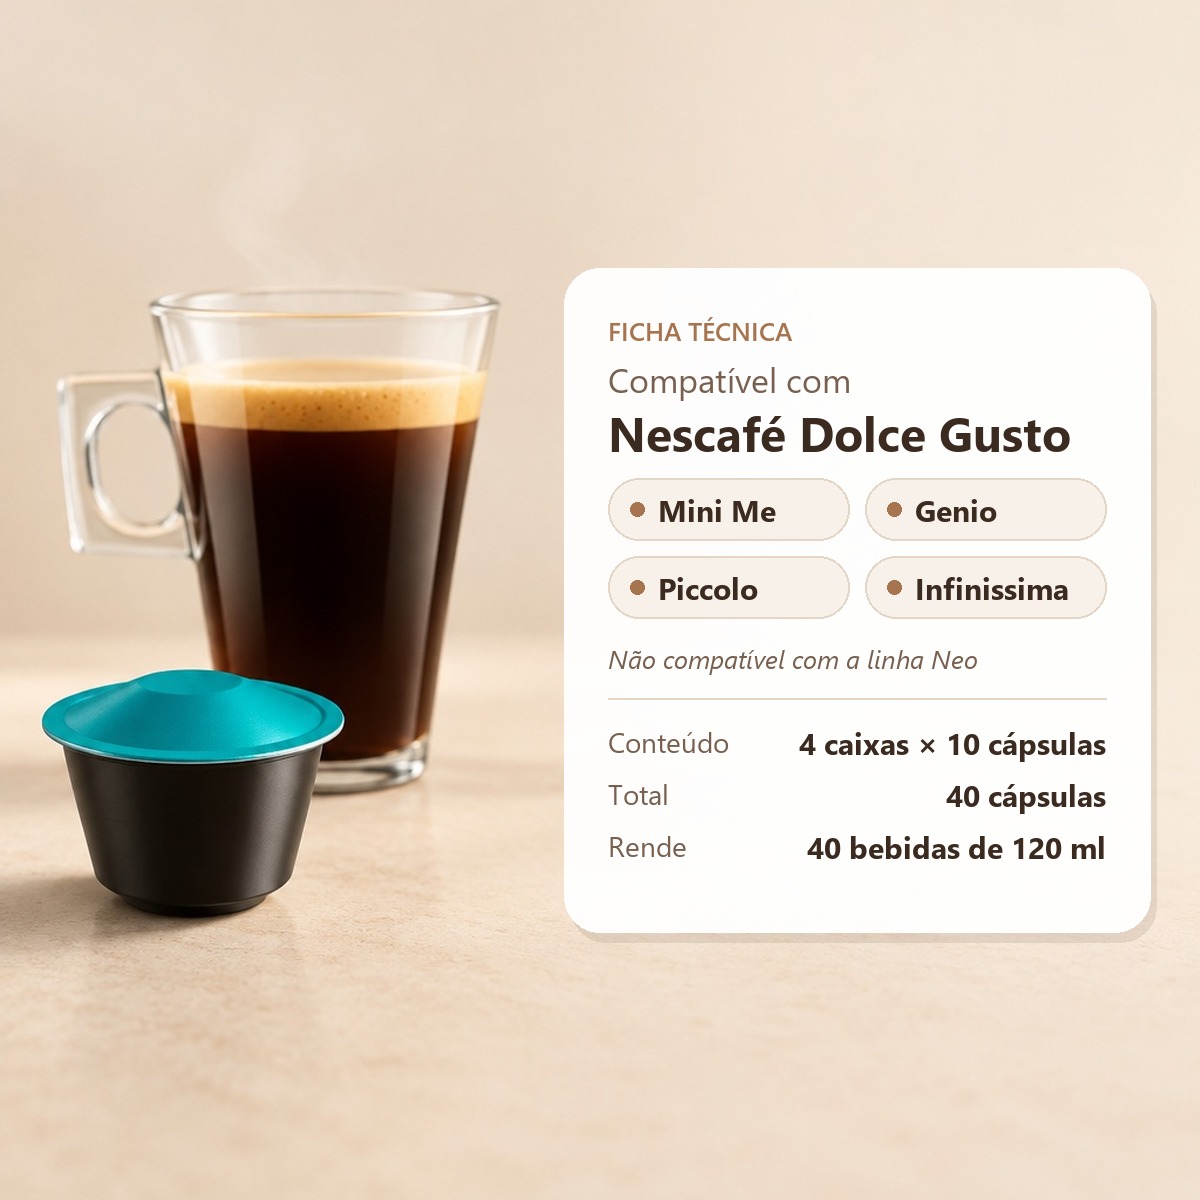 FICHA TÉCNICA
Compatível com
Nescafé Dolce Gusto
Mini Me
Genio
Piccolo
Infinissima
Não compatível com a linha Neo
Conteúdo 4 caixas × 10 cápsulas
Total 40 cápsulas
Rende 40 bebidas de 120 ml